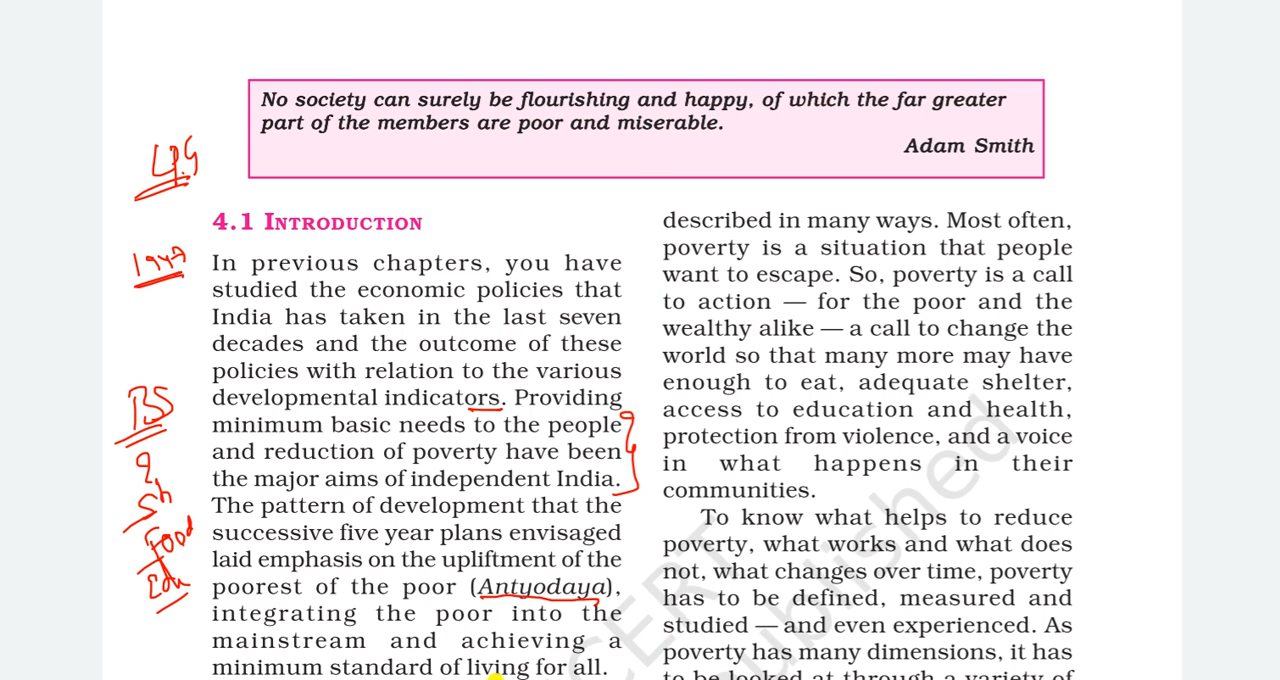 No society can surely be flourishing and happy, of which the far greater
part of the members are poor and miserable.
Adam Smith
4.1 INTRODUCTION
In previous chapters, you have
studied the economic policies that
India has taken in the last seven
decades and the outcome of these
policies with relation to the various
developmental indicators. Providing
minimum basic needs to the people
and reduction of poverty have been
the major aims of independent India.
The pattern of development that the
successive five year plans envisaged
laid emphasis on the upliftment of the
poorest of the poor (Antyodaya),
integrating the poor into the
mainstream and achieving a
minimum standard of living for all.
described in many ways. Most often,
poverty is a situation that people
want to escape. So, poverty is a call
to action — for the poor and the
wealthy alike — a call to change the
world so that many more may have
enough to eat, adequate shelter,
access to education and health,
protection from violence, and a voice
in what happens in their
communities.
To know what helps to reduce
poverty, what works and what does
not, what changes over time, poverty
has to be defined, measured and
studied — and even experienced. As
poverty has many dimensions, it has
to be looked at through a variety of
1947
Sh
Food
Edu